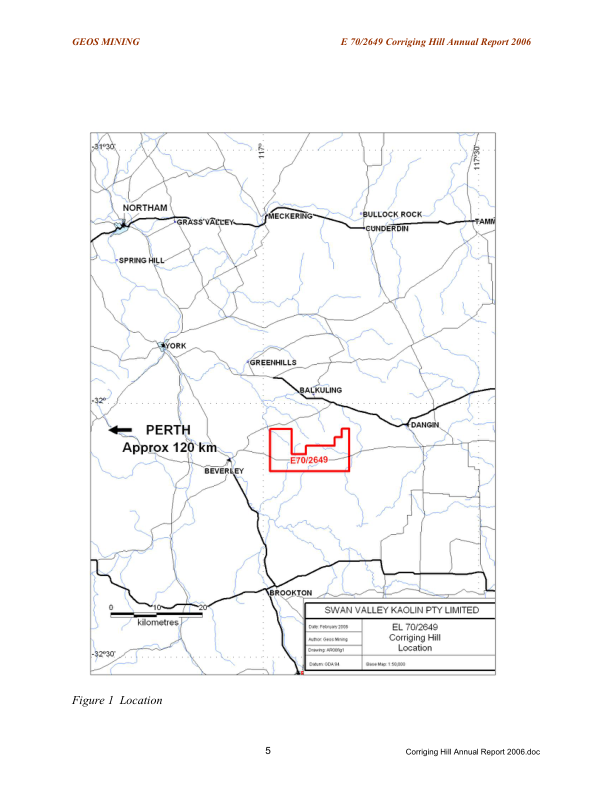 GEOS MINING E 70/2649 Corriging Hill Annual Report 2006
-31°30'
117°
117°30'
NORTHAM
GRASS VALLEY
MECKERING
BULLOCK ROCK
CUNDERDIN
TAMM
SPRING HILL
YORK
GREENHILLS
BALKULING
-32°
DANGIN
PERTH
Approx 120 km
E70/2649
BEVERLEY
BROOKTON
0 10 20
kilometres
SWAN VALLEY KAOLIN PTY LIMITED
Date: February 2006
Author: Geos Mining
Datum: GDA 94
EL 70/2649
Corriging Hill
Location
Base Map: 1:50,000
-32°30'
Figure 1 Location
5
Corriging Hill Annual Report 2006.doc